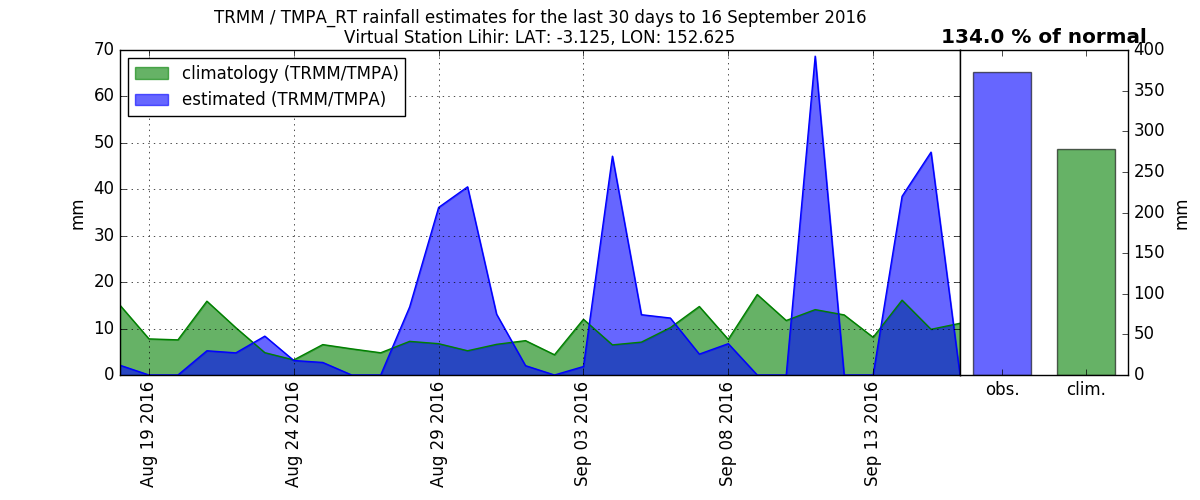 TRMM / TMPA_RT rainfall estimates for the last 30 days to 16 September 2016
Virtual Station Lihir: LAT: -3.125, LON: 152.625
134.0 % of normal
climatology (TRMM/TMPA)
estimated (TRMM/TMPA)
70
60
50
40
30
20
10
0
mm
Aug 19 2016
Aug 24 2016
Aug 29 2016
Sep 03 2016
Sep 08 2016
Sep 13 2016
400
350
300
250
200
150
100
50
0
mm
obs.
clim.